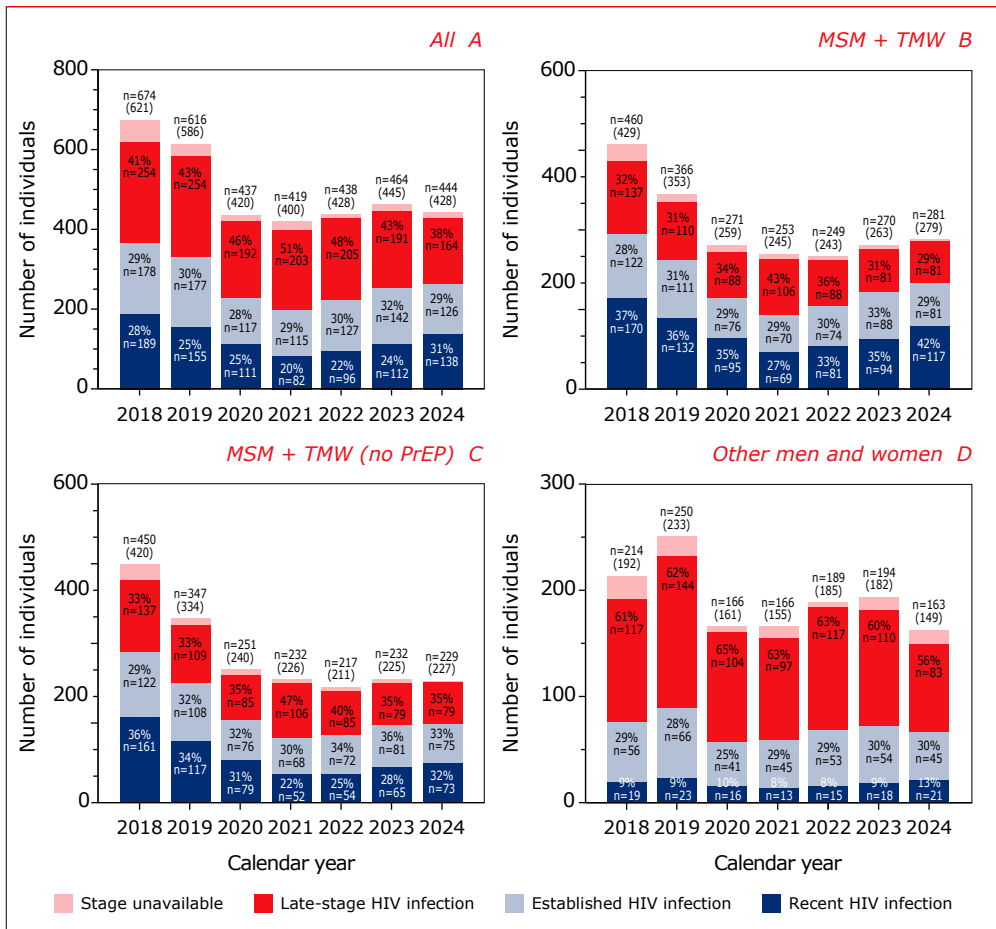 All A
Number of individuals
800
600
400
200
0
n=674
(621)
41%
n=254
29%
n=178
28%
n=189
n=616
(586)
43%
n=254
30%
n=177
25%
n=155
n=437
(420)
46%
n=192
28%
n=117
25%
n=111
n=419
(400)
51%
n=203
29%
n=115
20%
n=82
n=438
(428)
48%
n=205
30%
n=127
22%
n=96
n=464
(445)
43%
n=191
32%
n=142
24%
n=112
n=444
(428)
38%
n=164
29%
n=126
31%
n=138
2018 2019 2020 2021 2022 2023 2024
MSM + TMW B
Number of individuals
600
400
200
0
n=460
(429)
32%
n=137
28%
n=122
37%
n=170
n=366
(353)
31%
n=110
31%
n=111
36%
n=132
n=271
(259)
34%
n=88
29%
n=76
35%
n=95
n=253
(245)
43%
n=106
29%
n=70
27%
n=69
n=249
(243)
36%
n=88
30%
n=74
33%
n=81
n=270
(263)
31%
n=81
33%
n=88
35%
n=94
n=281
(279)
29%
n=81
29%
n=81
42%
n=117
2018 2019 2020 2021 2022 2023 2024
MSM + TMW (no PrEP) C
Number of individuals
600
400
200
0
n=450
(420)
33%
n=137
29%
n=122
36%
n=161
n=347
(334)
33%
n=109
32%
n=108
34%
n=117
n=251
(240)
35%
n=85
32%
n=76
31%
n=79
n=232
(226)
47%
n=106
30%
n=68
22%
n=52
n=217
(211)
40%
n=85
34%
n=72
25%
n=54
n=232
(225)
35%
n=79
36%
n=81
28%
n=65
n=229
(227)
35%
n=79
33%
n=75
32%
n=73
2018 2019 2020 2021 2022 2023 2024
Calendar year
Other men and women D
Number of individuals
300
200
100
0
n=214
(192)
61%
n=117
29%
n=56
9%
n=19
n=250
(233)
62%
n=144
28%
n=66
9%
n=23
n=166
(161)
65%
n=104
25%
n=41
10%
n=16
n=166
(155)
63%
n=97
29%
n=45
8%
n=13
n=189
(185)
63%
n=117
29%
n=53
8%
n=15
n=194
(182)
60%
n=110
30%
n=54
9%
n=18
n=163
(149)
56%
n=83
30%
n=45
13%
n=21
2018 2019 2020 2021 2022 2023 2024
Calendar year
Stage unavailable
Late-stage HIV infection
Established HIV infection
Recent HIV infection